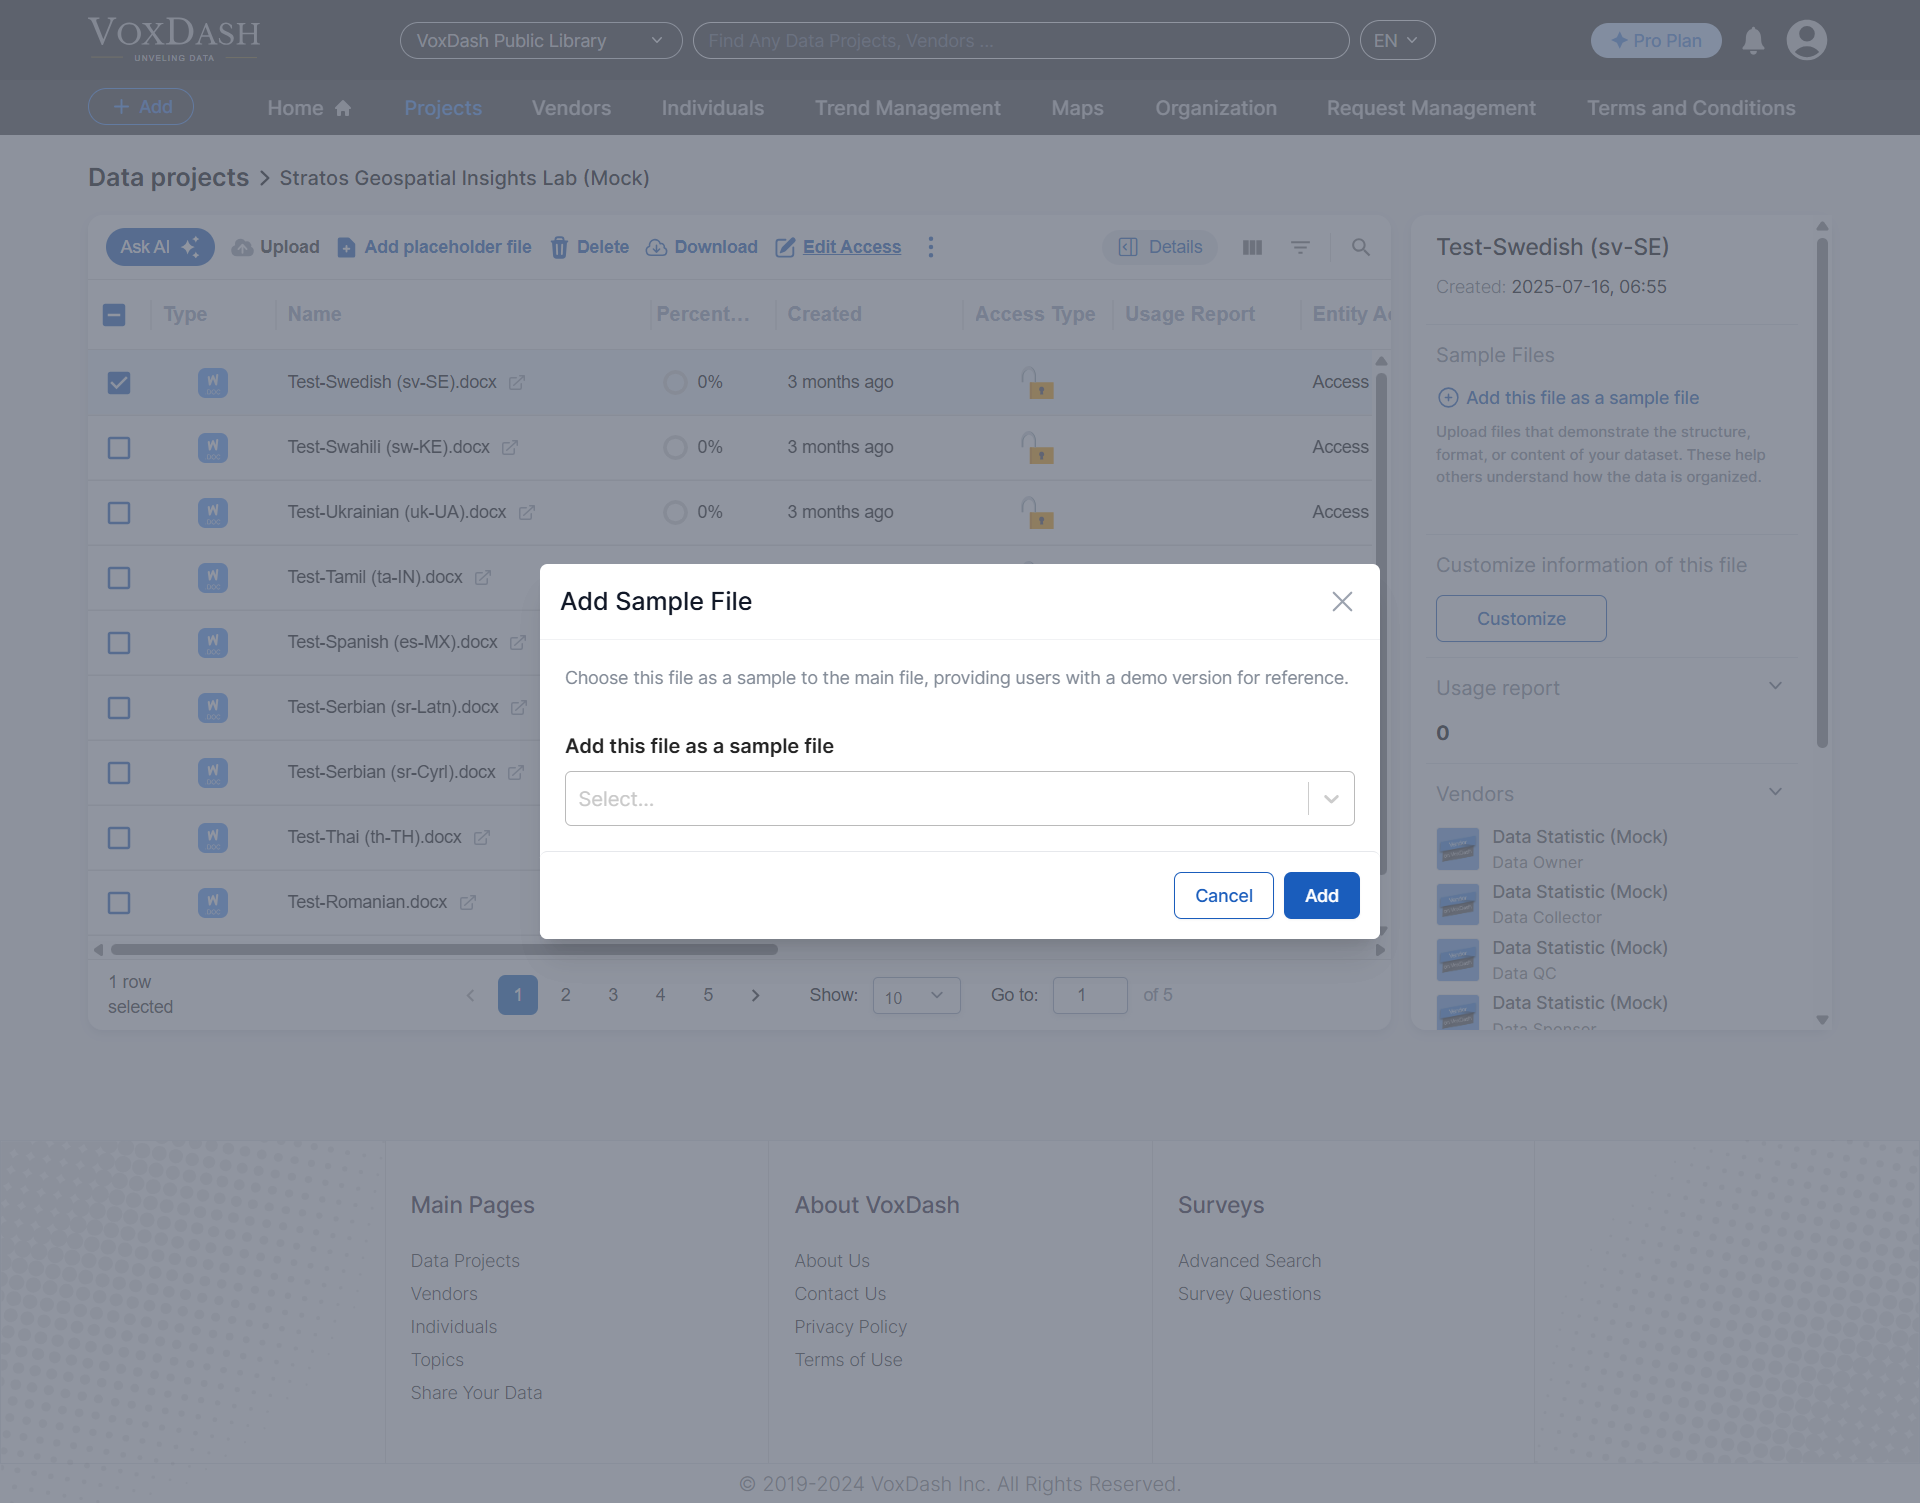 VOXDASH
UNVELING DATA
VoxDash Public Library
Find Any Data Projects, Vendors ...
EN
Pro Plan
+ Add
Home
Projects
Vendors
Individuals
Trend Management
Maps
Organization
Request Management
Terms and Conditions
Data projects > Stratos Geospatial Insights Lab (Mock)
Ask AI
Upload
Add placeholder file
Delete
Download
Edit Access
Details
Type
Name
Percent...
Created
Access Type
Usage Report
Entity Ac
Test-Swedish (sv-SE).docx
0%
3 months ago
Access
Test-Swahili (sw-KE).docx
0%
3 months ago
Access
Test-Ukrainian (uk-UA).docx
0%
3 months ago
Access
Test-Tamil (ta-IN).docx
Test-Spanish (es-MX).docx
Test-Serbian (sr-Latn).docx
Test-Serbian (sr-Cyrl).docx
Test-Thai (th-TH).docx
Test-Romanian.docx
1 row
selected
1
2
3
4
5
Show:
10
Go to:
1
of 5
Test-Swedish (sv-SE)
Created: 2025-07-16, 06:55
Sample Files
Add this file as a sample file
Upload files that demonstrate the structure,
format, or content of your dataset. These help
others understand how the data is organized.
Customize information of this file
Customize
Usage report
0
Vendors
Data Statistic (Mock)
Data Owner
Data Statistic (Mock)
Data Collector
Data Statistic (Mock)
Data QC
Data Statistic (Mock)
Data Sponsor
Add Sample File
Choose this file as a sample to the main file, providing users with a demo version for reference.
Add this file as a sample file
Select...
Cancel
Add
Main Pages
Data Projects
Vendors
Individuals
Topics
Share Your Data
About VoxDash
About Us
Contact Us
Privacy Policy
Terms of Use
Surveys
Advanced Search
Survey Questions
© 2019-2024 VoxDash Inc. All Rights Reserved.